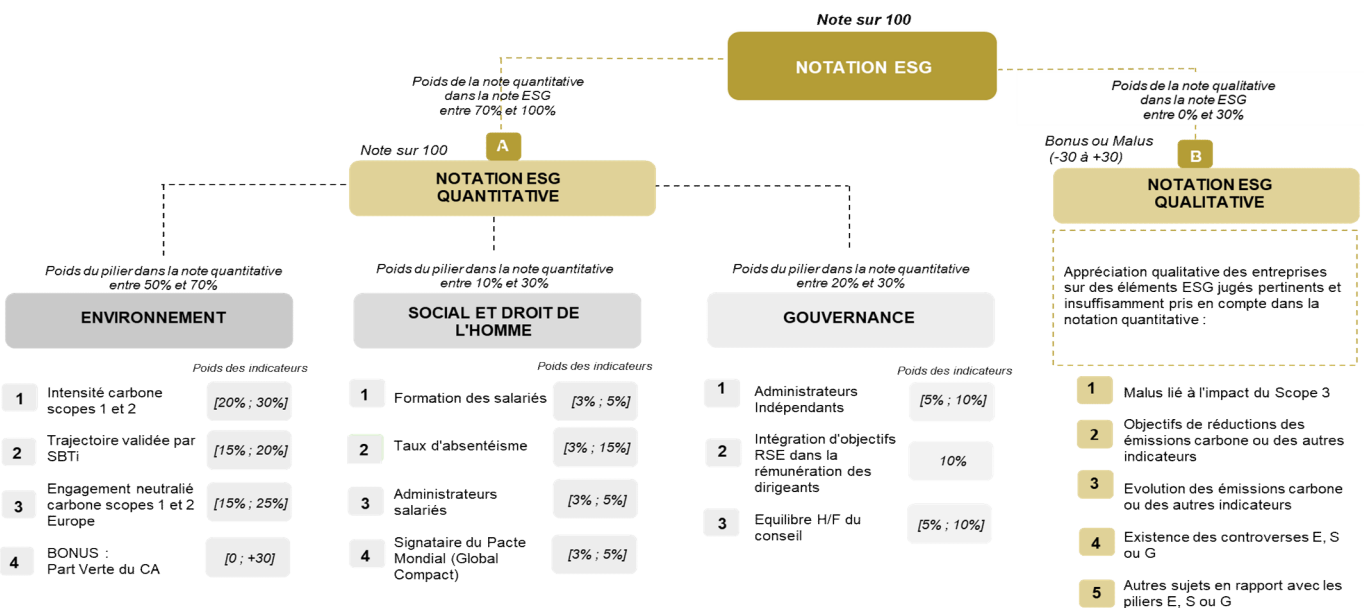 Note sur 100
NOTATION ESG
Poids de la note quantitative
dans la note ESG
entre 70% et 100%
Poids de la note qualitative
dans la note ESG
entre 0% et 30%
A
Note sur 100
NOTATION ESG
QUANTITATIVE
Bonus ou Malus
(-30 à +30)
B
NOTATION ESG
QUALITATIVE
Poids du pilier dans la note quantitative
entre 50% et 70%
ENVIRONNEMENT
Poids des indicateurs
1
Intensité carbone
scopes 1 et 2
[20% ; 30%]
2
Trajectoire validée par
SBTi
[15% ; 20%]
3
Engagement neutralié
carbone scopes 1 et 2
Europe
[15% ; 25%]
4
BONUS :
Part Verte du CA
[0 ; +30]
Poids du pilier dans la note quantitative
entre 10% et 30%
SOCIAL ET DROIT DE
L'HOMME
Poids des indicateurs
1
Formation des salariés
[3% ; 5%]
2
Taux d'absentéisme
[3% ; 15%]
3
Administrateurs
salariés
[3% ; 5%]
4
Signataire du Pacte
Mondial (Global
Compact)
[3% ; 5%]
Poids du pilier dans la note quantitative
entre 20% et 30%
GOUVERNANCE
Poids des indicateurs
1
Administrateurs
Indépendants
[5% ; 10%]
2
Intégration d'objectifs
RSE dans la
rémunération des
dirigeants
10%
3
Equilibre H/F du
conseil
[5% ; 10%]
Appréciation qualitative des entreprises
sur des éléments ESG jugés pertinents et
insuffisamment pris en compte dans la
notation quantitative :
1
Malus lié à l'impact du Scope 3
2
Objectifs de réductions des
émissions carbone ou des autres
indicateurs
3
Evolution des émissions carbone
ou des autres indicateurs
4
Existence des controverses E, S
ou G
5
Autres sujets en rapport avec les
piliers E, S ou G